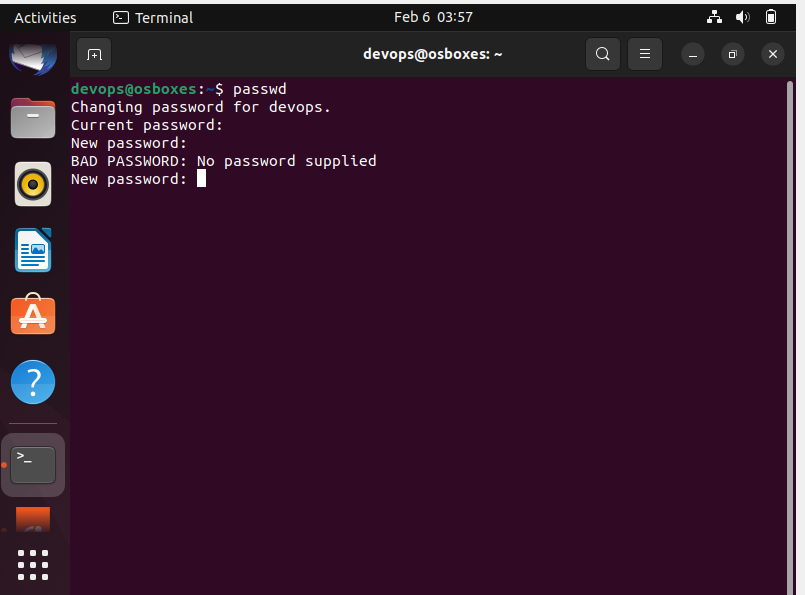 Activities
Terminal
Feb 6 03:57
devops@osboxes: ~
devops@osboxes:~$ passwd
Changing password for devops.
Current password:
New password:
BAD PASSWORD: No password supplied
New password: